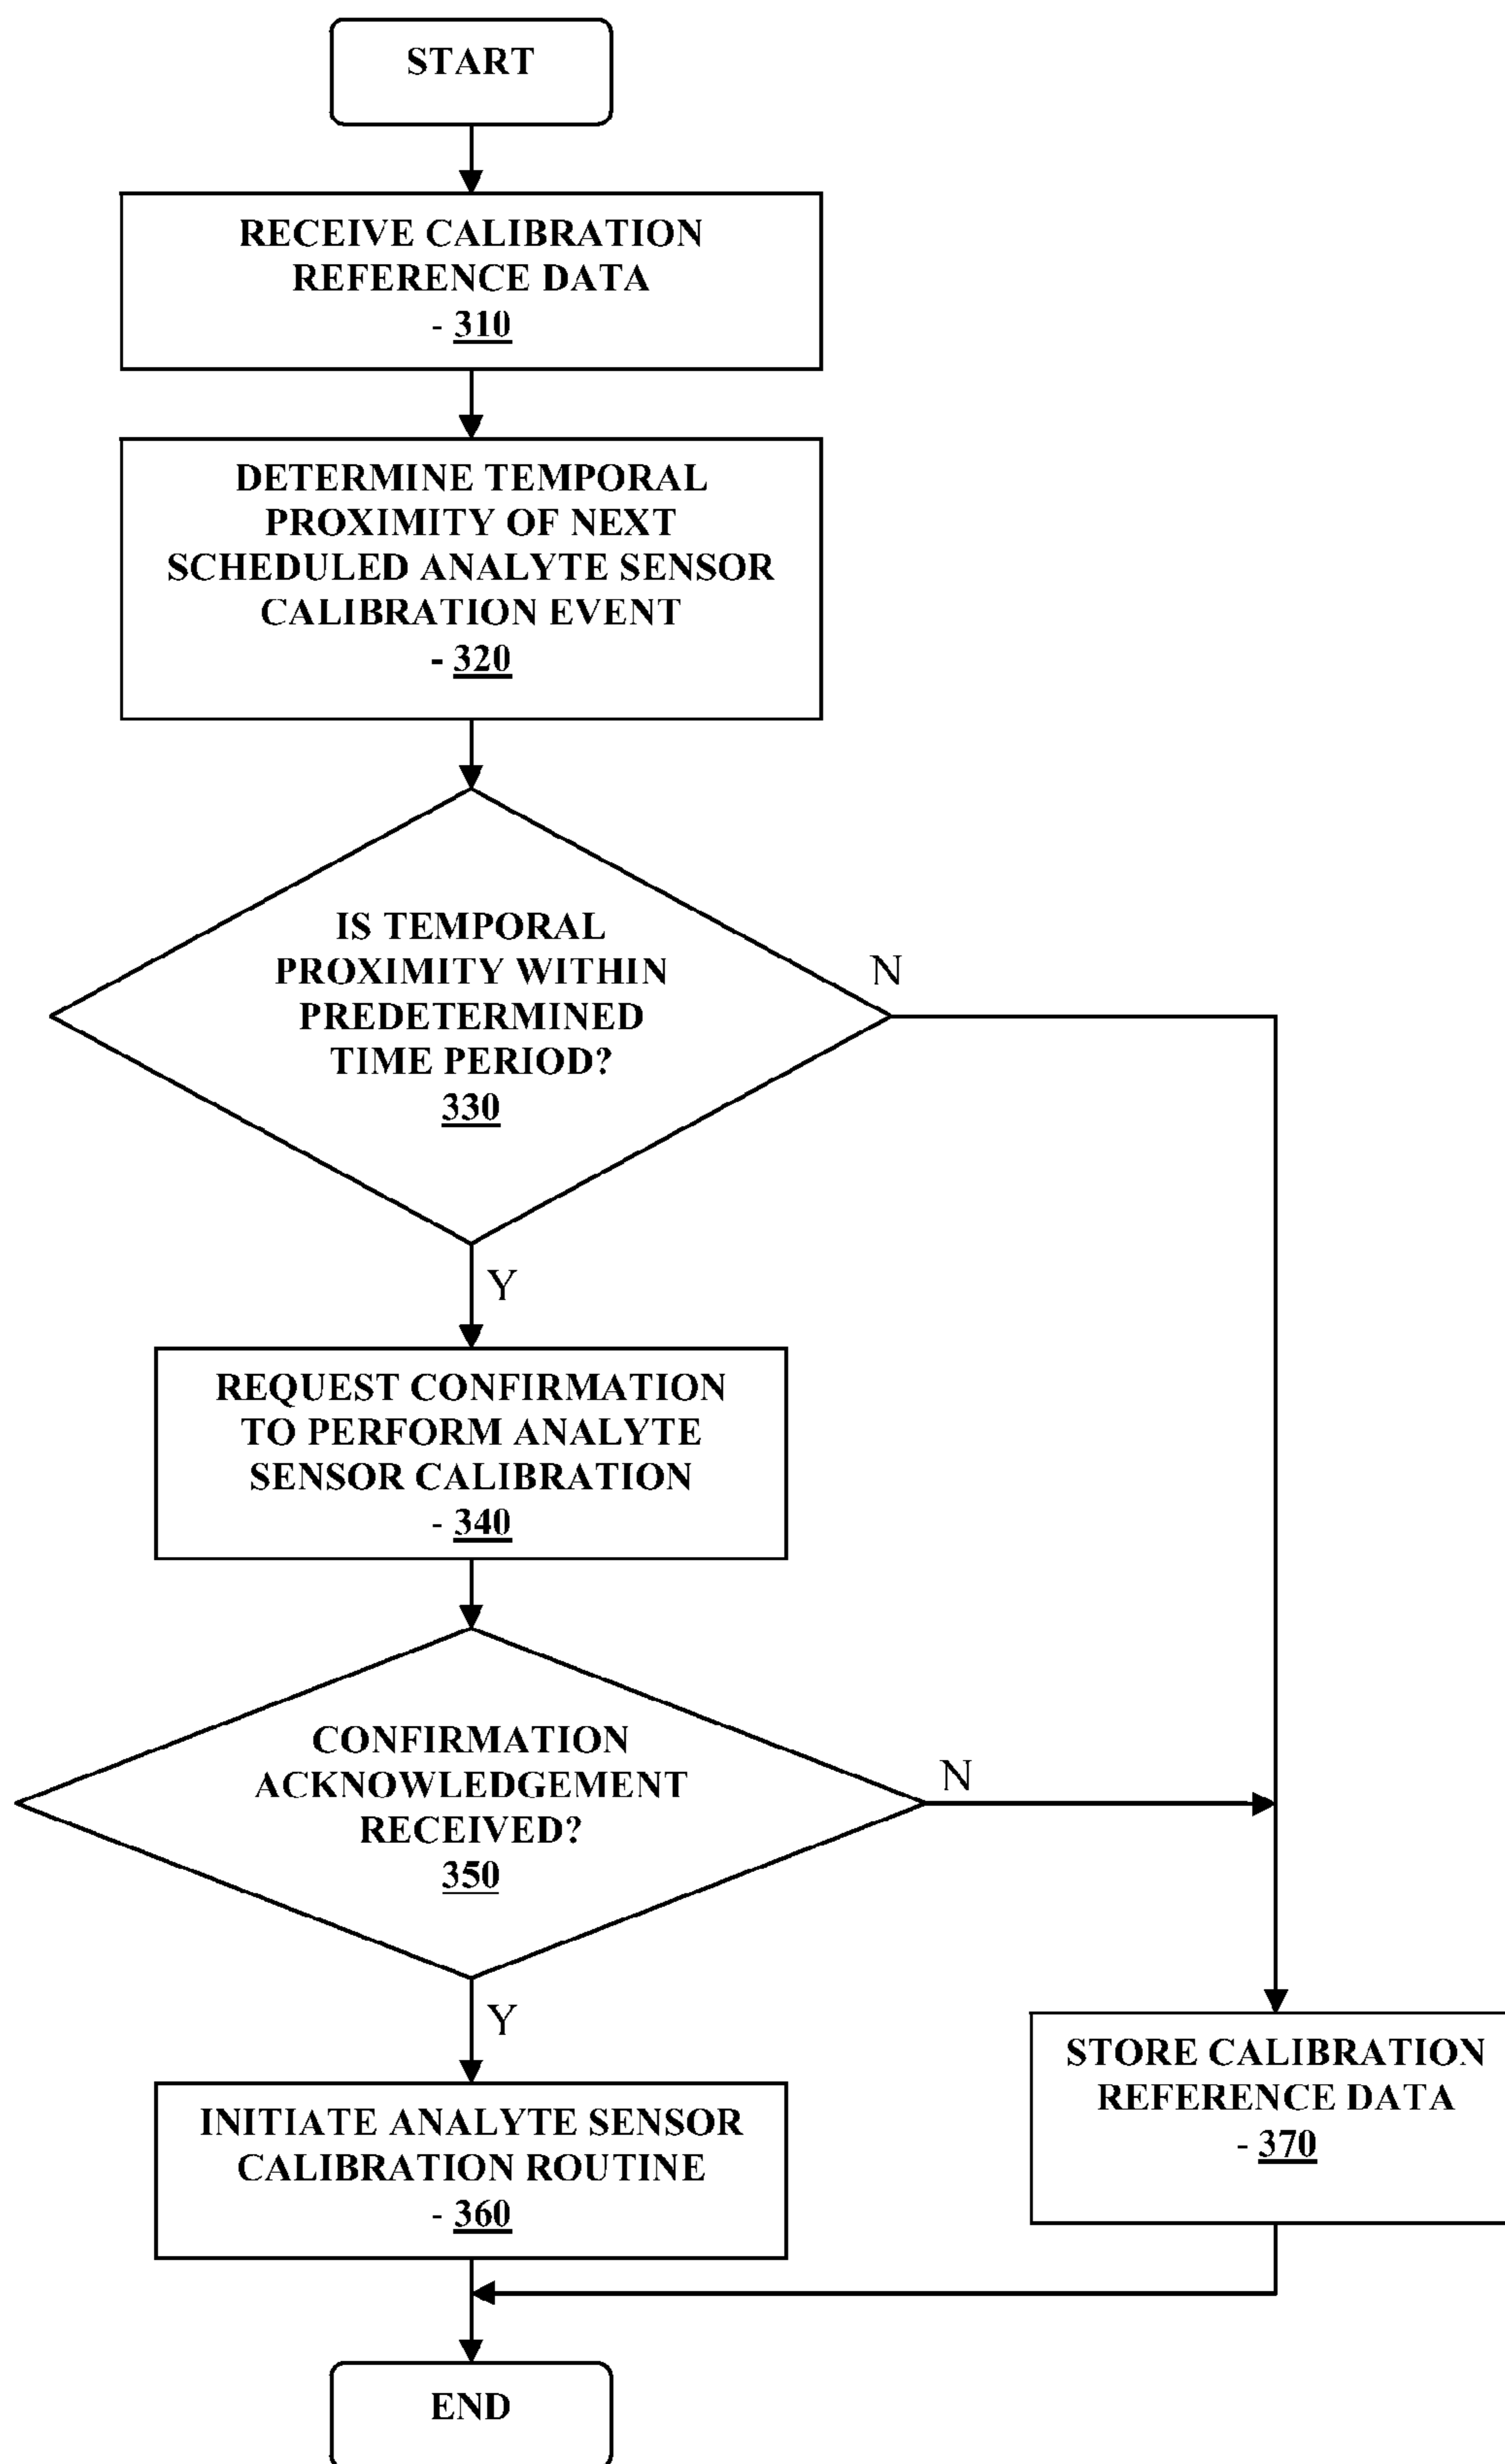 START
RECEIVE CALIBRATION
REFERENCE DATA
- 310
DETERMINE TEMPORAL
PROXIMITY OF NEXT
SCHEDULED ANALYTE SENSOR
CALIBRATION EVENT
- 320
IS TEMPORAL
PROXIMITY WITHIN
PREDETERMINED
TIME PERIOD?
330
N
Y
REQUEST CONFIRMATION
TO PERFORM ANALYTE
SENSOR CALIBRATION
- 340
CONFIRMATION
ACKNOWLEDGEMENT
RECEIVED?
350
N
Y
INITIATE ANALYTE SENSOR
CALIBRATION ROUTINE
- 360
STORE CALIBRATION
REFERENCE DATA
- 370
END